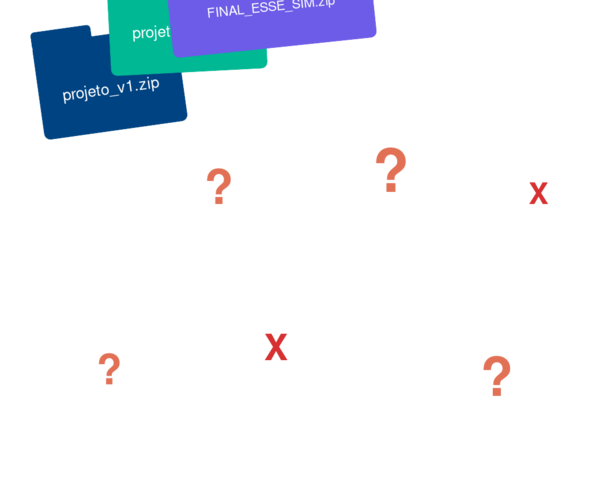 FINAL_ESSE_SIM.zip
projet
projeto_v1.zip
? ? X
? X ?